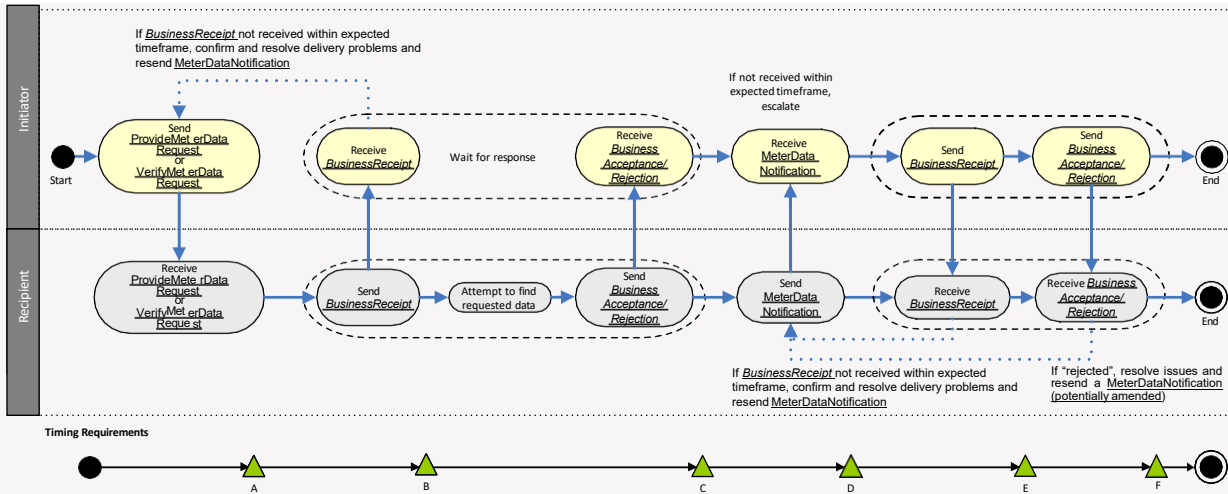 Initiator
If BusinessReceipt not received within expected
timeframe, confirm and resolve delivery problems and
resend MeterDataNotification
Start
Send
ProvideMet erData
Request
or
VerifyMet erData
Request
Receive
BusinessReceipt
Wait for response
Receive
Business
Acceptance/
Rejection
If not received within
expected timeframe,
escalate
Receive
MeterData
Notification
Send
BusinessReceipt
Send
Business
Acceptance/
Rejection
End
Recipient
Receive
ProvideMete rData
Request
or
VerifyMet erData
Reque st
Send
BusinessReceipt
Attempt to find
requested data
Send
Business
Acceptance/
Rejection
Send
MeterData
Notification
Receive
BusinessReceipt
Receive Business
Acceptance/
Rejection
End
If BusinessReceipt not received within expected
timeframe, confirm and resolve delivery problems and
resend MeterDataNotification
If “rejected”, resolve issues and
resend a MeterDataNotification
(potentially amended)
Timing Requirements
A
B
C
D
E
F